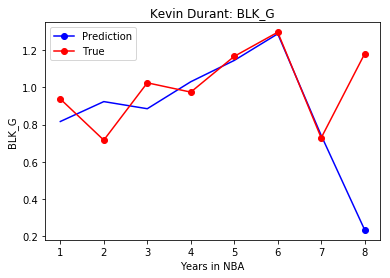 Kevin Durant: BLK_G
Prediction
True
1.2
1.0
0.8
0.6
0.4
0.2
BLK_G
1 2 3 4 5 6 7 8
Years in NBA